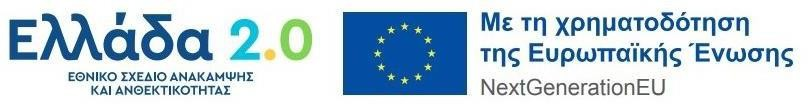 Ελλάδα 2.0
ΕΘΝΙΚΟ ΣΧΕΔΙΟ ΑΝΑΚΑΜΨΗΣ
ΚΑΙ ΑΝΘΕΚΤΙΚΟΤΗΤΑΣ
Με τη χρηματοδότηση
της Ευρωπαϊκής Ένωσης
NextGenerationEU